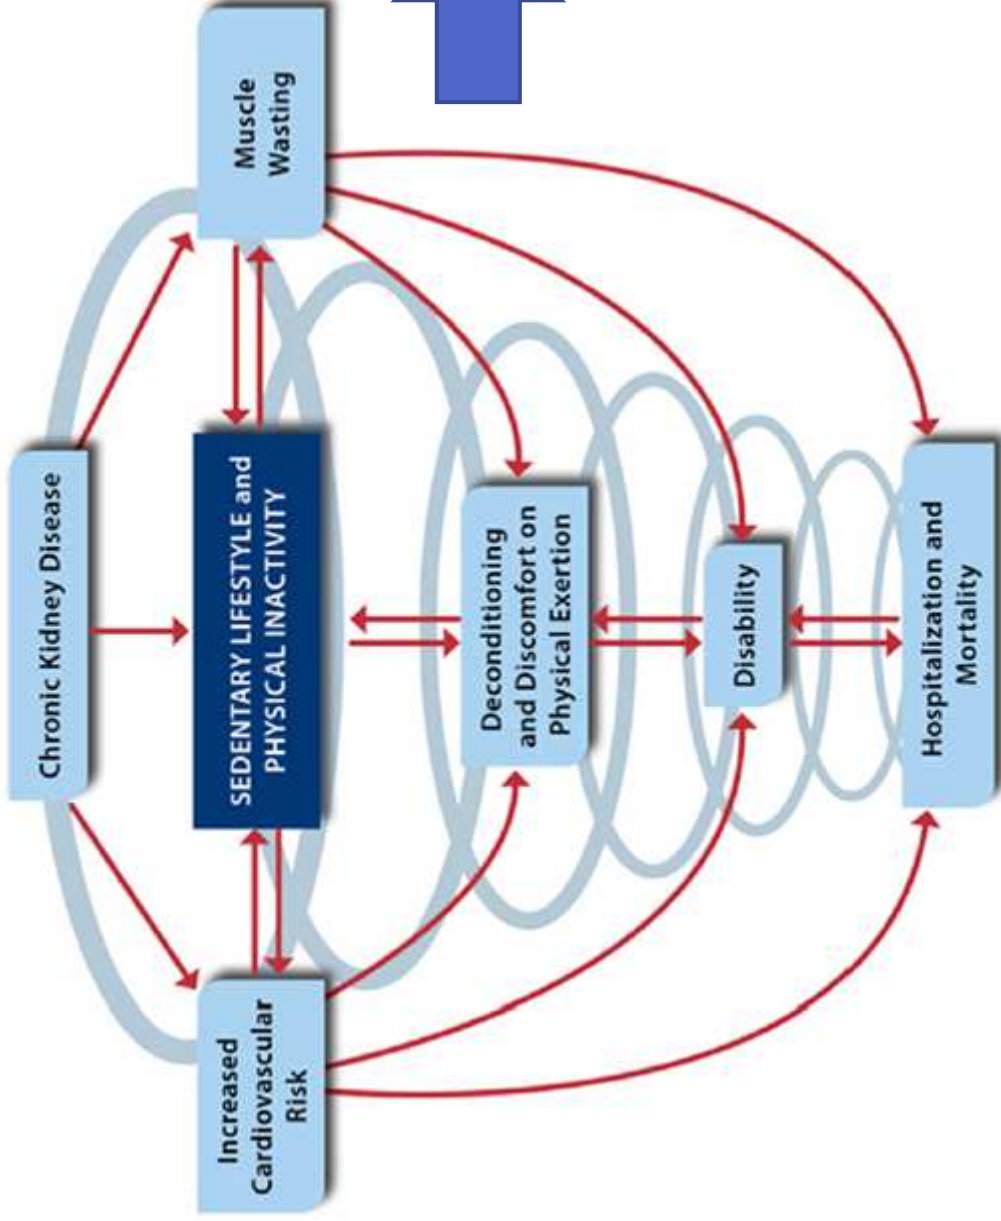 Chronic Kidney Disease
Increased
Cardiovascular
Risk
SEDENTARY LIFESTYLE and
PHYSICAL INACTIVITY
Muscle
Wasting
Deconditioning
and Discomfort on
Physical Exertion
Disability
Hospitalization and
Mortality